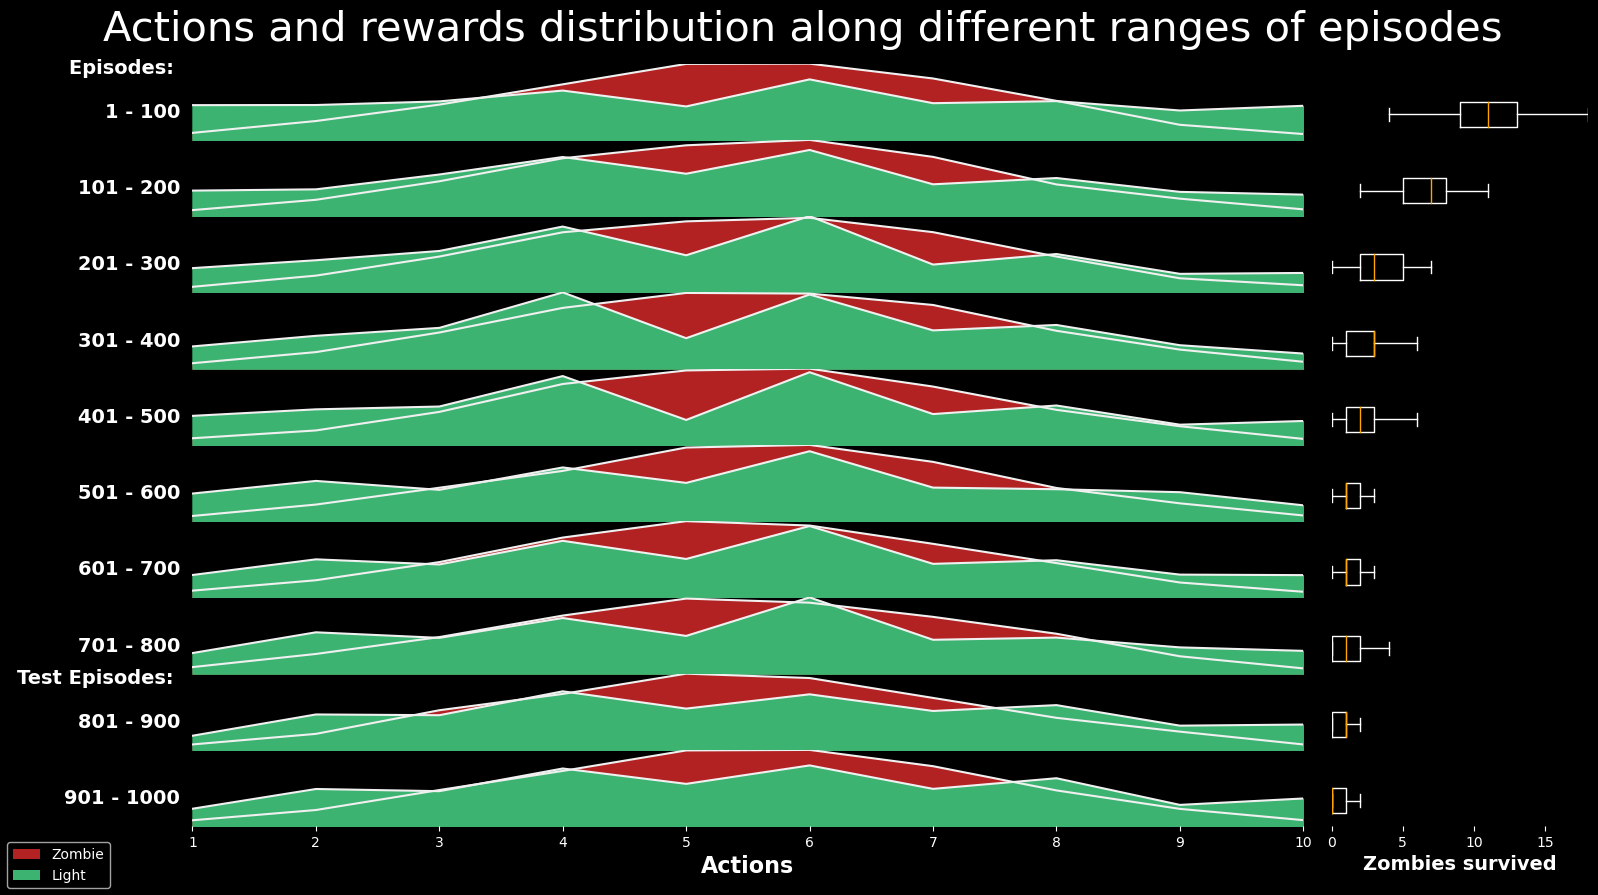 Actions and rewards distribution along different ranges of episodes
Episodes:
1 - 100
101 - 200
201 - 300
301 - 400
401 - 500
501 - 600
601 - 700
701 - 800
Test Episodes:
801 - 900
901 - 1000
1 2 3 4 5 6 7 8 9 10
0 5 10 15
Actions
Zombies survived
Zombie
Light